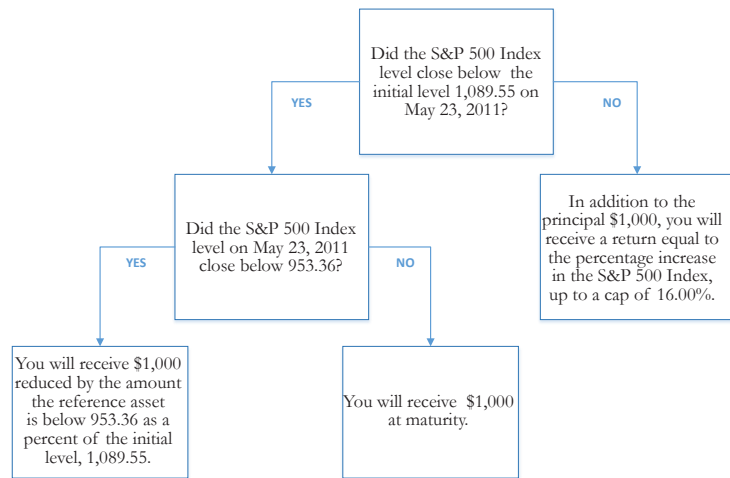 Did the S&P 500 Index
level close below the
initial level 1,089.55 on
May 23, 2011?
YES
NO
Did the S&P 500 Index
level on May 23, 2011
close below 953.36?
In addition to the
principal $1,000, you will
receive a return equal to
the percentage increase
in the S&P 500 Index,
up to a cap of 16.00%.
YES
NO
You will receive $1,000
reduced by the amount
the reference asset
is below 953.36 as a
percent of the initial
level, 1,089.55.
You will receive $1,000
at maturity.